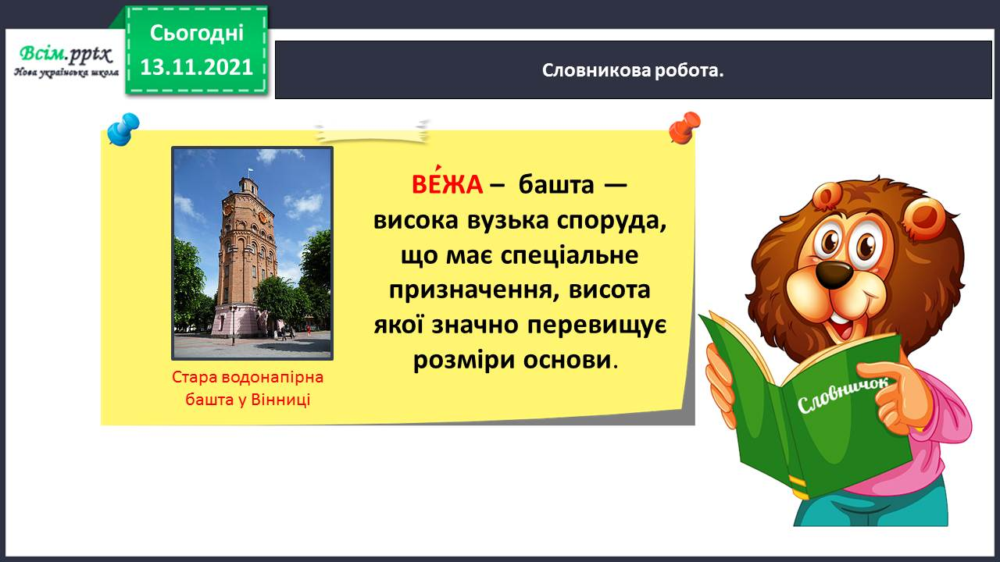 Сьогодні
13.11.2021
Всім.pptx
Нова українська школа
Словникова робота.
ВЕ́ЖА – башта —
висока вузька споруда,
що має спеціальне
призначення, висота
якої значно перевищує
розміри основи.
Стара водонапірна
башта у Вінниці
Словничок